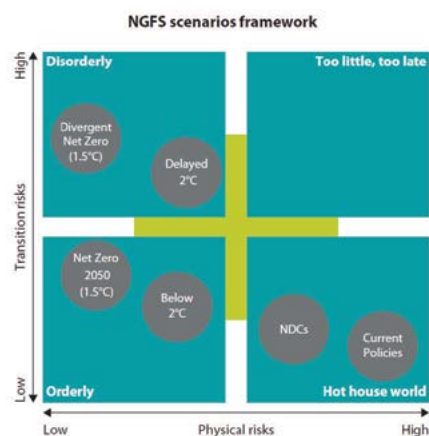 NGFS scenarios framework
High
Disorderly
Too little, too late
Divergent
Net Zero
(1.5°C)
Delayed
2°C
Transition risks
Net Zero
2050
(1.5°C)
Below
2°C
NDCs
Current
Policies
Low
Orderly
Hot house world
Low
Physical risks
High